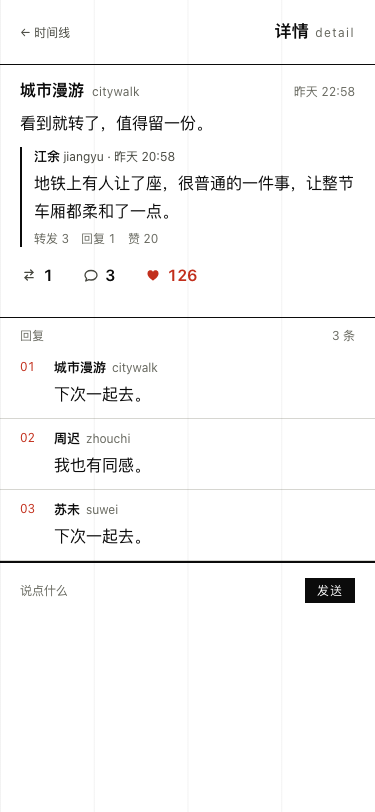 ← 时间线
详情 detail
城市漫游 citywalk 昨天 22:58
看到就转了，值得留一份。
江余 jiangyu · 昨天 20:58
地铁上有人让了座，很普通的一件事，让整节
车厢都柔和了一点。
转发 3 回复 1 赞 20
1 3 126
回复 3 条
01 城市漫游 citywalk
下次一起去。
02 周迟 zhouchi
我也有同感。
03 苏未 suwei
下次一起去。
说点什么 发送